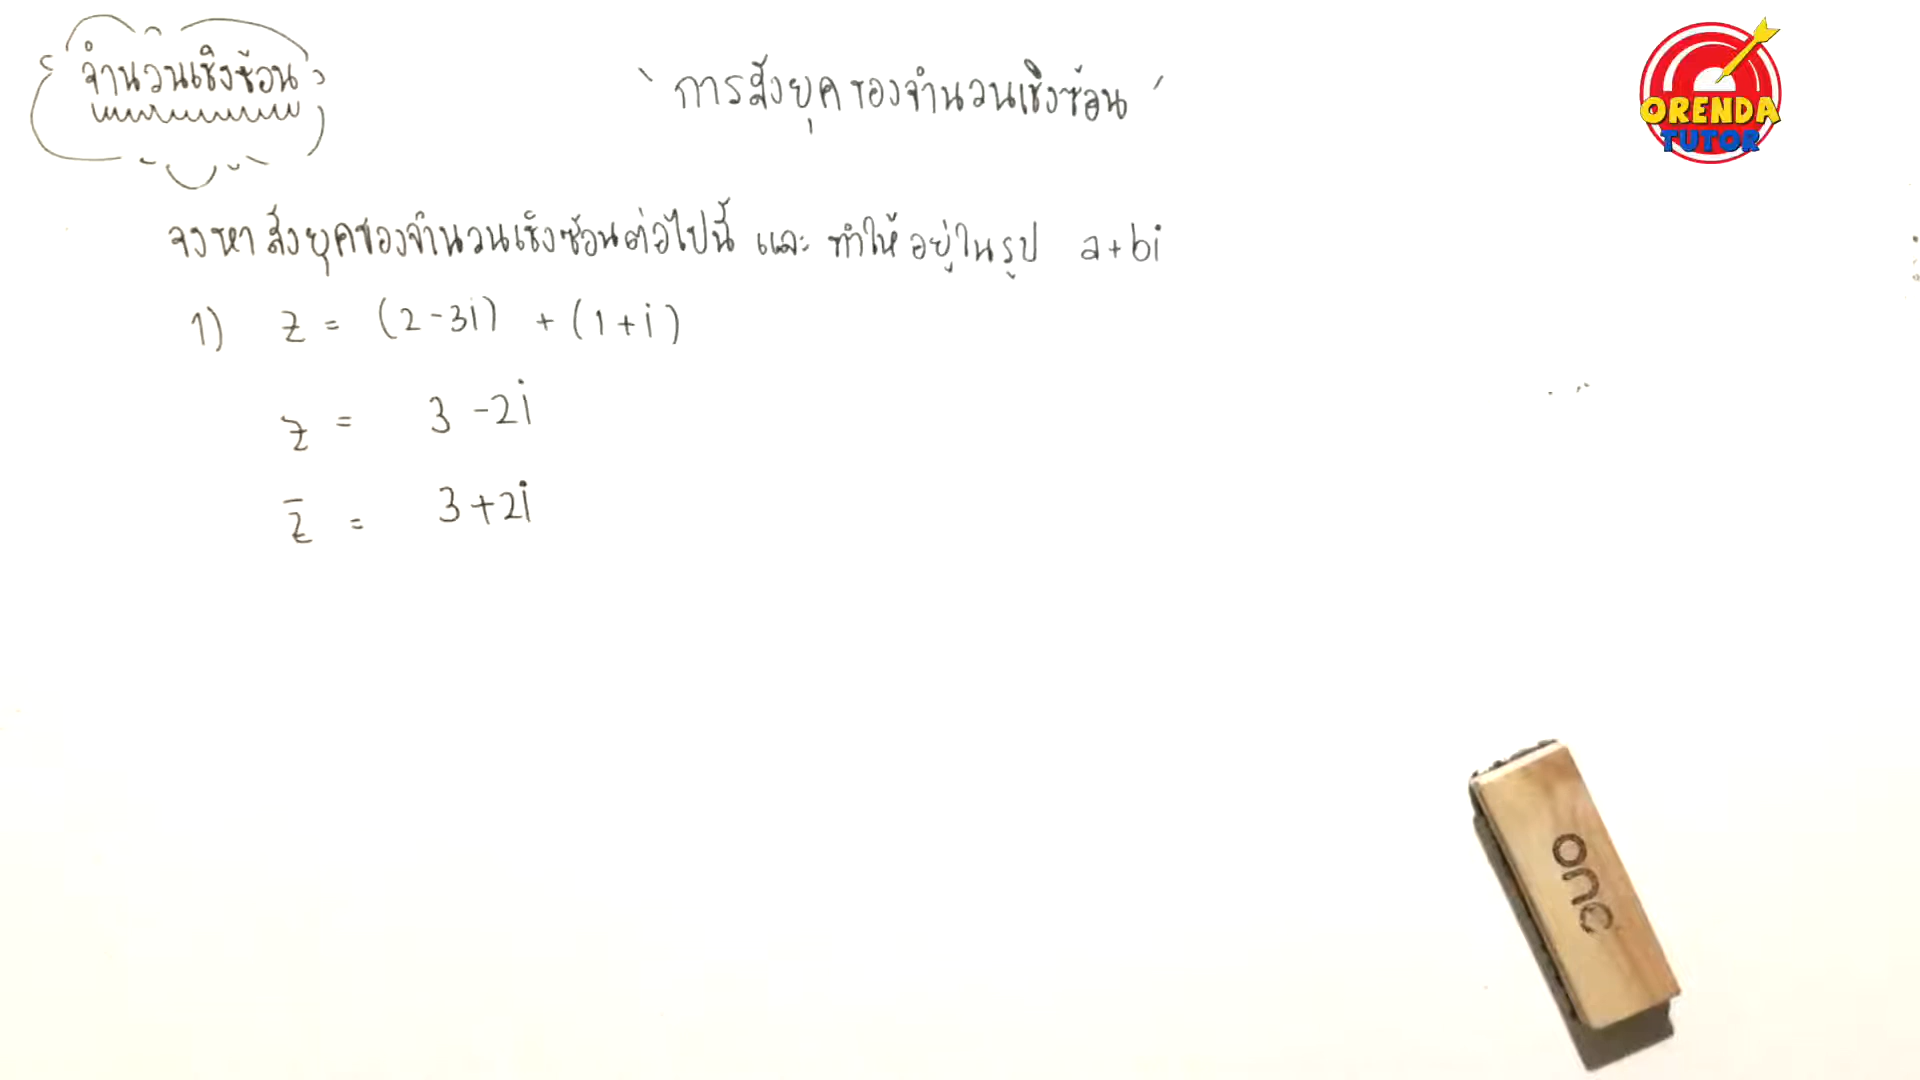 จำนวนเชิงซ้อน
" การสังยุคของจำนวนเชิงซ้อน "
ORENDA
TUTOR
จงหาสังยุคของจำนวนเชิงซ้อนต่อไปนี้ และ ทำให้อยู่ในรูป a+bi
1) z = (2-3i) + (1+i)
z = 3 -2i
z̄ = 3+2i
one